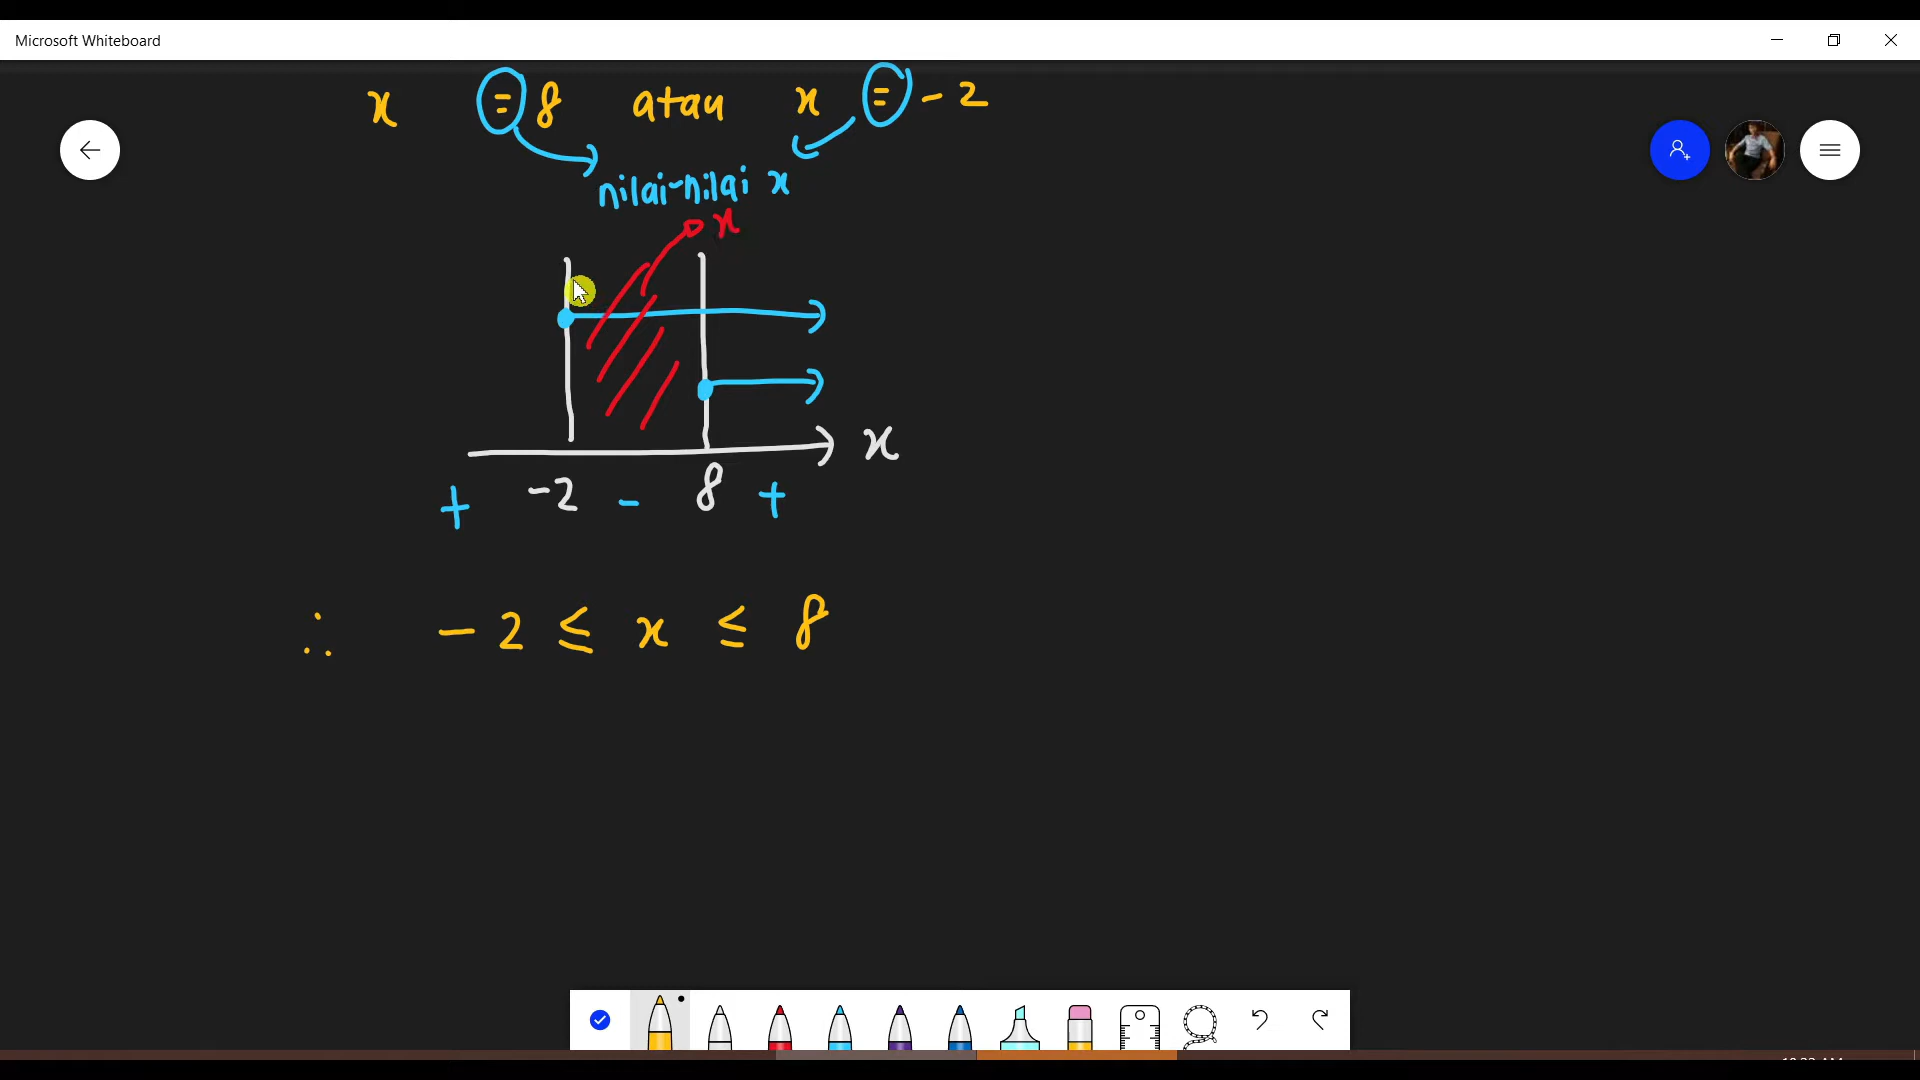 Microsoft Whiteboard
x = 8 atau x = -2
nilai-nilai x
x
x
+ -2 - 8 +
∴ -2 ≤ x ≤ 8